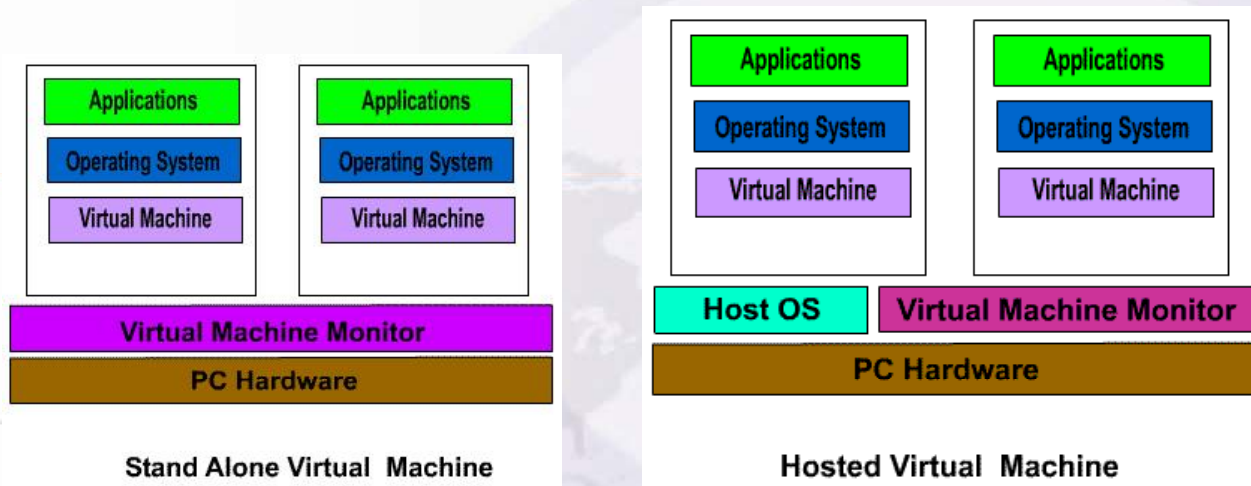 Applications
Operating System
Virtual Machine
Applications
Operating System
Virtual Machine
Virtual Machine Monitor
PC Hardware
Stand Alone Virtual Machine
Applications
Operating System
Virtual Machine
Applications
Operating System
Virtual Machine
Host OS
Virtual Machine Monitor
PC Hardware
Hosted Virtual Machine